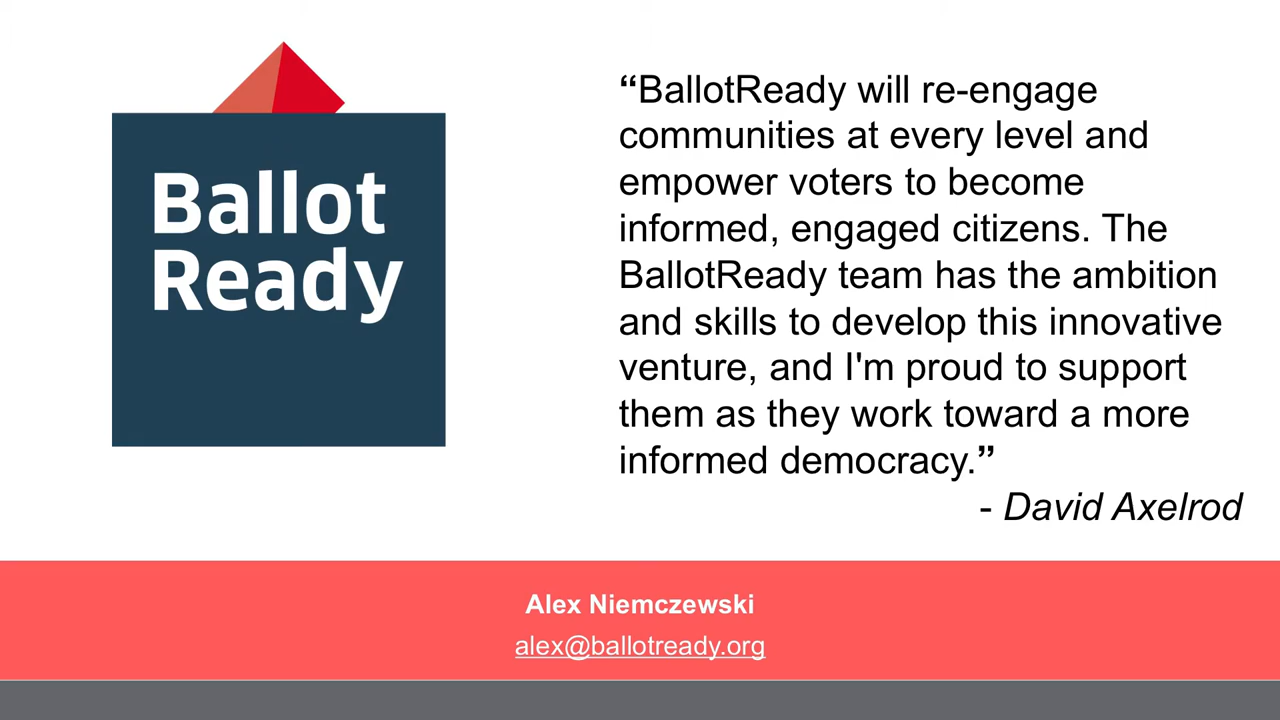 Ballot
Ready
“BallotReady will re-engage
communities at every level and
empower voters to become
informed, engaged citizens. The
BallotReady team has the ambition
and skills to develop this innovative
venture, and I'm proud to support
them as they work toward a more
informed democracy.”
- David Axelrod
Alex Niemczewski
alex@ballotready.org